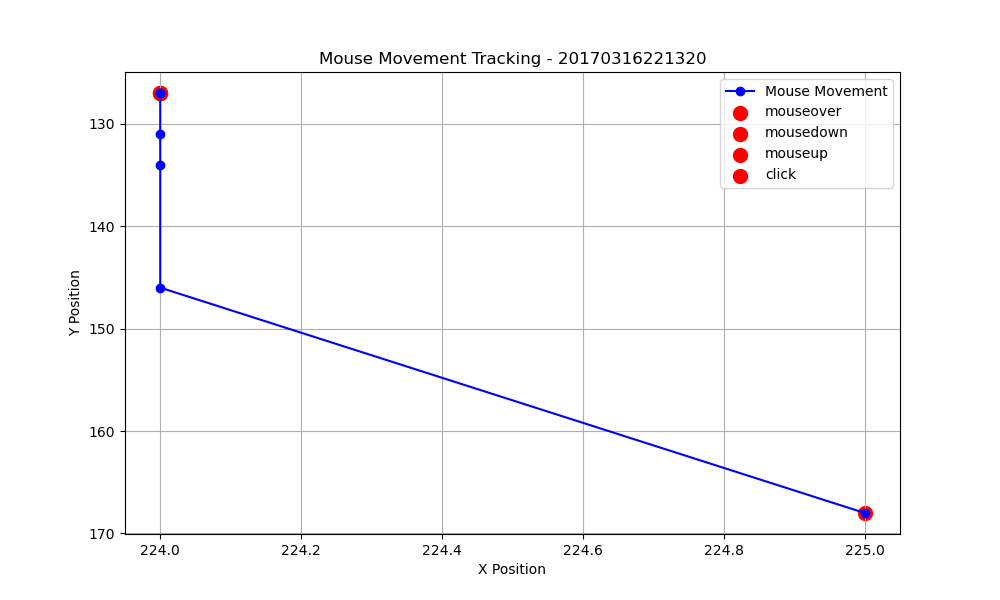 Mouse Movement Tracking - 20170316221320
Mouse Movement
mouseover
mousedown
mouseup
click
Y Position
130
140
150
160
170
224.0 224.2 224.4 224.6 224.8 225.0
X Position